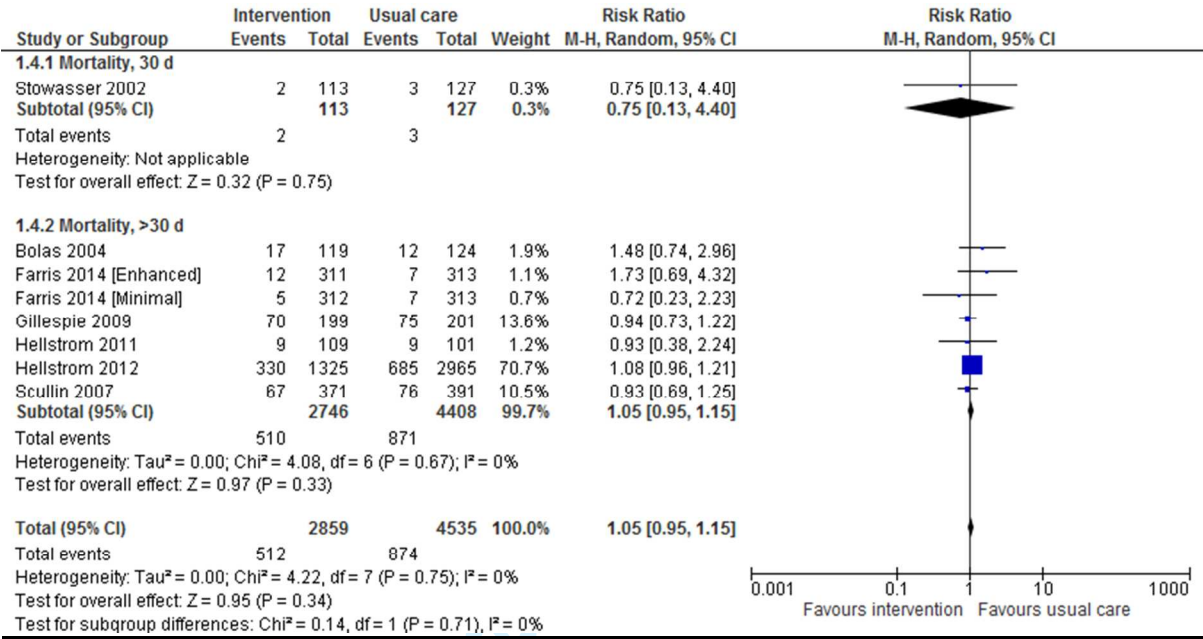 Intervention Usual care Risk Ratio Risk Ratio
Study or Subgroup Events Total Events Total Weight M-H, Random, 95% CI M-H, Random, 95% CI
1.4.1 Mortality, 30 d
Stowasser 2002 2 113 3 127 0.3% 0.75 [0.13, 4.40]
Subtotal (95% CI) 113 127 0.3% 0.75 [0.13, 4.40]
Total events 2 3
Heterogeneity: Not applicable
Test for overall effect: Z = 0.32 (P = 0.75)
1.4.2 Mortality, >30 d
Bolas 2004 17 119 12 124 1.9% 1.48 [0.74, 2.96]
Farris 2014 [Enhanced] 12 311 7 313 1.1% 1.73 [0.69, 4.32]
Farris 2014 [Minimal] 5 312 7 313 0.7% 0.72 [0.23, 2.23]
Gillespie 2009 70 199 75 201 13.6% 0.94 [0.73, 1.22]
Hellstrom 2011 9 109 9 101 1.2% 0.93 [0.38, 2.24]
Hellstrom 2012 330 1325 685 2965 70.7% 1.08 [0.96, 1.21]
Scullin 2007 67 371 76 391 10.5% 0.93 [0.69, 1.25]
Subtotal (95% CI) 2746 4408 99.7% 1.05 [0.95, 1.15]
Total events 510 871
Heterogeneity: Tau² = 0.00; Chi² = 4.08, df = 6 (P = 0.67); I² = 0%
Test for overall effect: Z = 0.97 (P = 0.33)
Total (95% CI) 2859 4535 100.0% 1.05 [0.95, 1.15]
Total events 512 874
Heterogeneity: Tau² = 0.00; Chi² = 4.22, df = 7 (P = 0.75); I² = 0%
Test for overall effect: Z = 0.95 (P = 0.34)
Test for subgroup differences: Chi² = 0.14, df = 1 (P = 0.71), I² = 0%
0.001 0.1 1 10 1000
Favours intervention Favours usual care